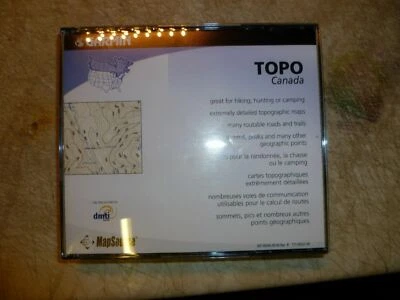 GARMIN
TOPO
Canada
great for hiking, hunting or camping
extremely detailed topographic maps
many routable roads and trails
peaks and many other
geographic points
pour la randonnée, la chasse
ou le camping
cartes topographiques
extrêmement détaillées
nombreuses voies de communication
utilisables pour le calcul de routes
sommets, pics et nombreux autres
points géographiques
dmti
MapSource